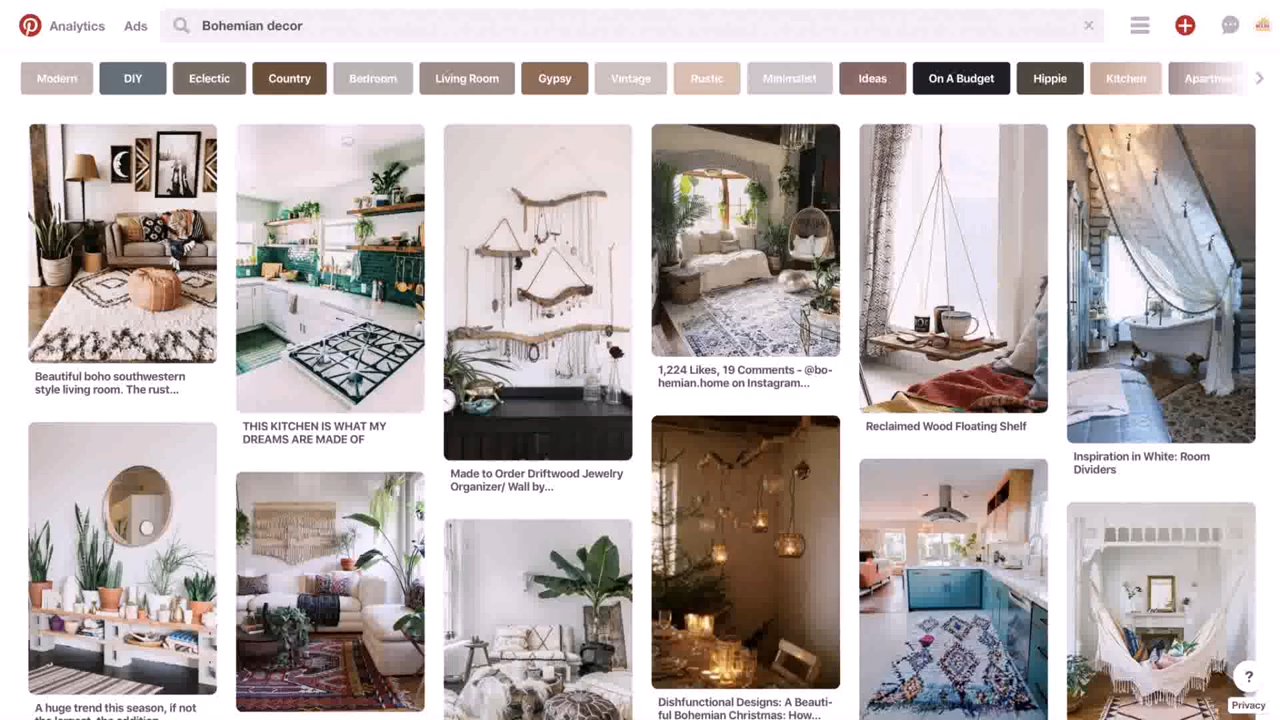 Analytics
Ads
Bohemian decor
Modern
DIY
Eclectic
Country
Bedroom
Living Room
Gypsy
Vintage
Rustic
Minimalist
Ideas
On A Budget
Hippie
Kitchen
Beautiful boho southwestern
style living room. The rust...
THIS KITCHEN IS WHAT MY
DREAMS ARE MADE OF
Made to Order Driftwood Jewelry
Organizer/ Wall by...
1,224 Likes, 19 Comments - @bo-
hemian.home on Instagram...
Reclaimed Wood Floating Shelf
Inspiration in White: Room
Dividers
A huge trend this season, if not
the largest, the addition
Dishfunctional Designs: A Beauti-
ful Bohemian Christmas: How...
?
Privacy